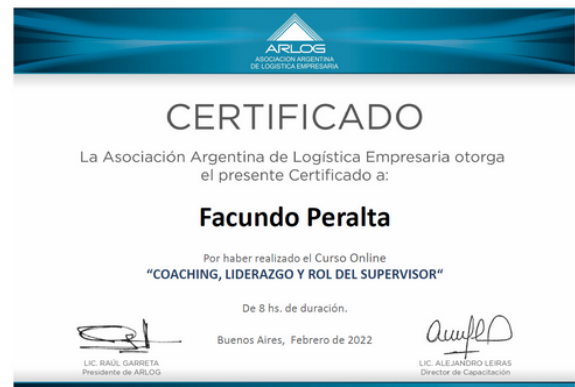 ARLOG
ASOCIACION ARGENTINA
DE LOGISTICA EMPRESARIA
CERTIFICADO
La Asociación Argentina de Logística Empresaria otorga
el presente Certificado a:
Facundo Peralta
Por haber realizado el Curso Online
"COACHING, LIDERAZGO Y ROL DEL SUPERVISOR"
De 8 hs. de duración.
Buenos Aires, Febrero de 2022
LIC. RAÚL GARRETA
Presidente de ARLOG
LIC. ALEJANDRO LEIRAS
Director de Capacitación